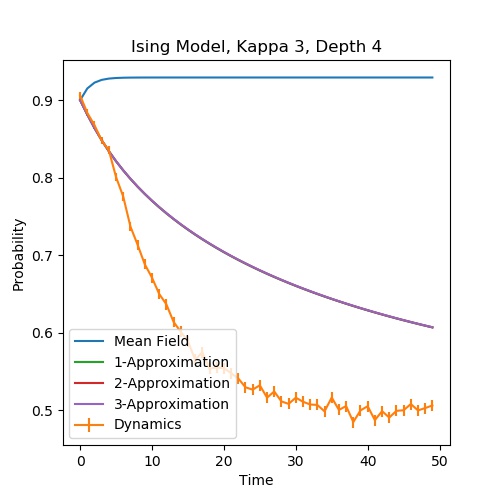 Ising Model, Kappa 3, Depth 4
0.9
0.8
0.7
0.6
0.5
Probability
Mean Field
1-Approximation
2-Approximation
3-Approximation
Dynamics
0 10 20 30 40 50
Time